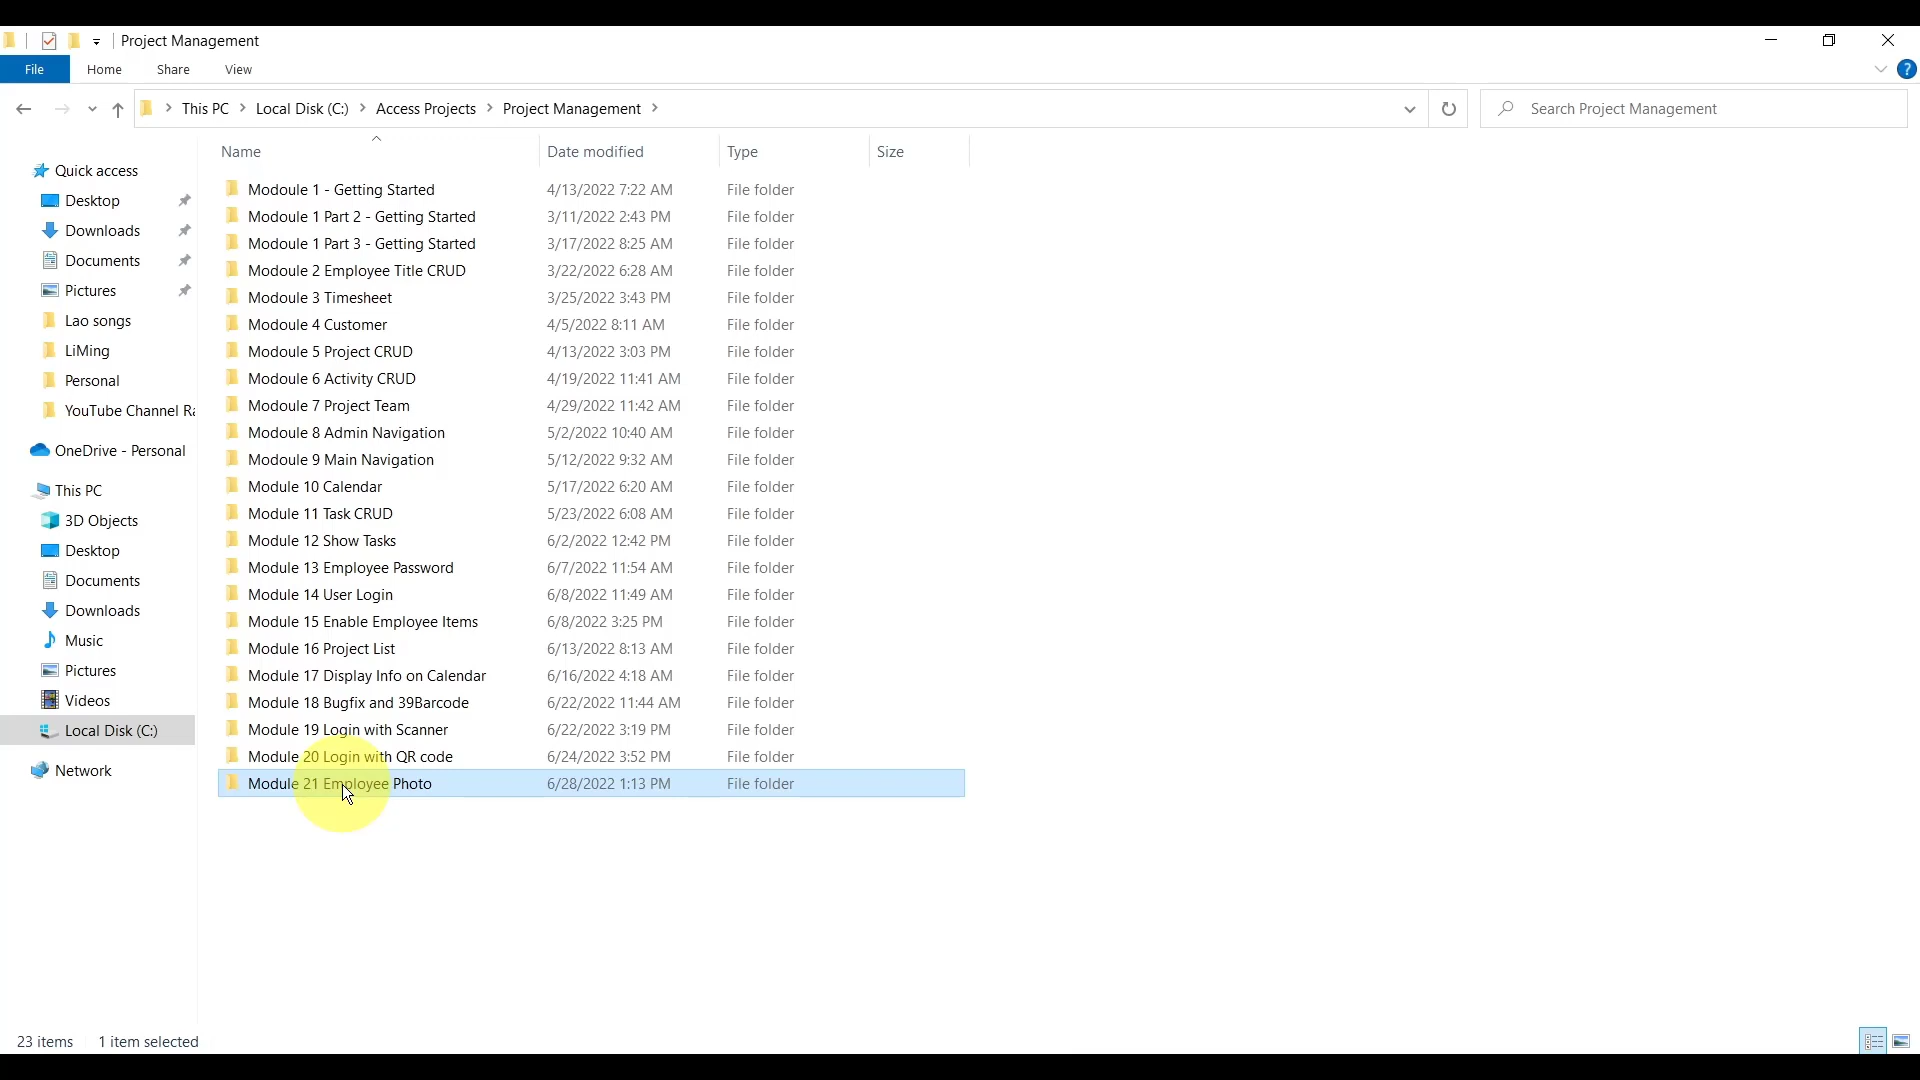 Project Management
File Home Share View
?
This PC Local Disk (C:) Access Projects Project Management
Search Project Management
Name Date modified Type Size
Quick access
Desktop
Downloads
Documents
Pictures
Lao songs
LiMing
Personal
YouTube Channel Ra
OneDrive - Personal
This PC
3D Objects
Desktop
Documents
Downloads
Music
Pictures
Videos
Local Disk (C:)
Network
Modoule 1 - Getting Started 4/13/2022 7:22 AM File folder
Modoule 1 Part 2 - Getting Started 3/11/2022 2:43 PM File folder
Modoule 1 Part 3 - Getting Started 3/17/2022 8:25 AM File folder
Modoule 2 Employee Title CRUD 3/22/2022 6:28 AM File folder
Modoule 3 Timesheet 3/25/2022 3:43 PM File folder
Modoule 4 Customer 4/5/2022 8:11 AM File folder
Modoule 5 Project CRUD 4/13/2022 3:03 PM File folder
Modoule 6 Activity CRUD 4/19/2022 11:41 AM File folder
Modoule 7 Project Team 4/29/2022 11:42 AM File folder
Modoule 8 Admin Navigation 5/2/2022 10:40 AM File folder
Modoule 9 Main Navigation 5/12/2022 9:32 AM File folder
Module 10 Calendar 5/17/2022 6:20 AM File folder
Module 11 Task CRUD 5/23/2022 6:08 AM File folder
Module 12 Show Tasks 6/2/2022 12:42 PM File folder
Module 13 Employee Password 6/7/2022 11:54 AM File folder
Module 14 User Login 6/8/2022 11:49 AM File folder
Module 15 Enable Employee Items 6/8/2022 3:25 PM File folder
Module 16 Project List 6/13/2022 8:13 AM File folder
Module 17 Display Info on Calendar 6/16/2022 4:18 AM File folder
Module 18 Bugfix and 39Barcode 6/22/2022 11:44 AM File folder
Module 19 Login with Scanner 6/22/2022 3:19 PM File folder
Module 20 Login with QR code 6/24/2022 3:52 PM File folder
Module 21 Employee Photo 6/28/2022 1:13 PM File folder
23 items 1 item selected